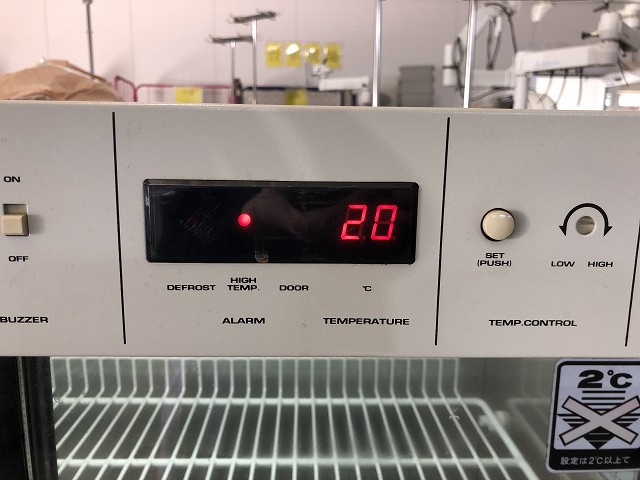 ON
OFF
BUZZER
20
DEFROST
HIGH
TEMP.
DOOR
℃
ALARM
TEMPERATURE
SET
(PUSH)
LOW HIGH
TEMP.CONTROL
2℃
設定は2℃以上で